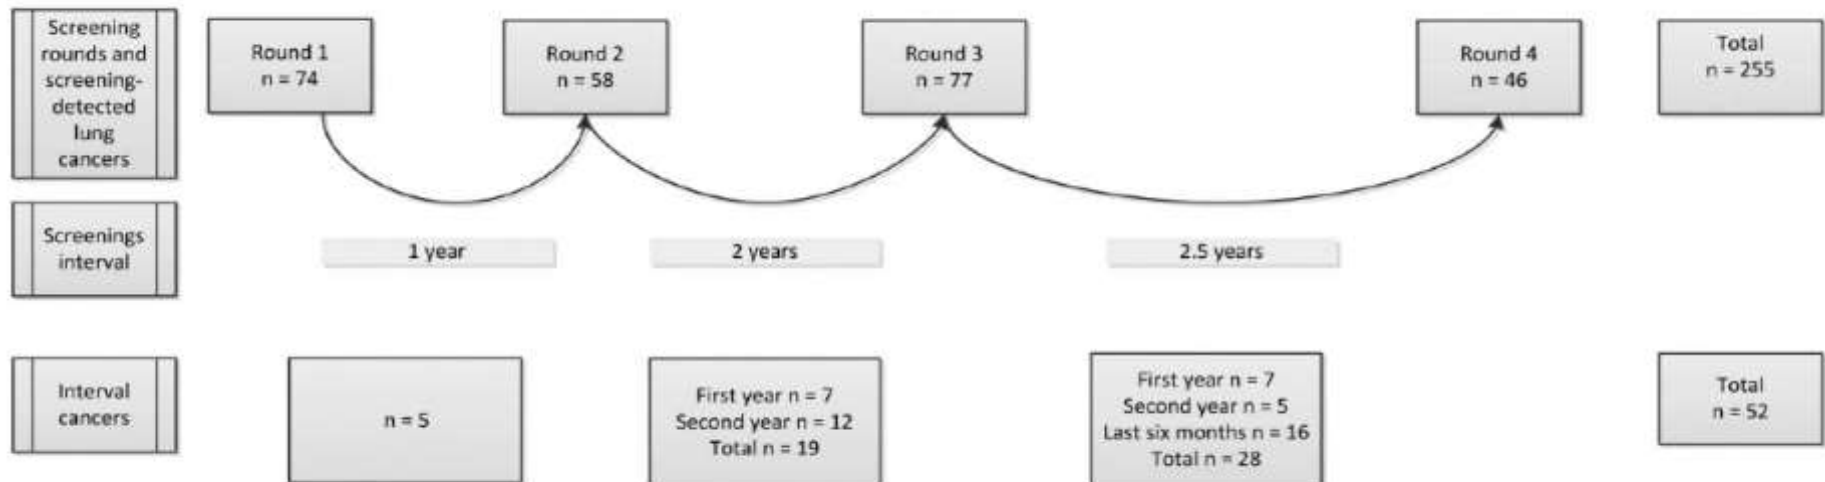 Screening
rounds and
screening-
detected
lung
cancers
Round 1
n = 74
Round 2
n = 58
Round 3
n = 77
Round 4
n = 46
Total
n = 255
Screenings
interval
1 year
2 years
2.5 years
Interval
cancers
n = 5
First year n = 7
Second year n = 12
Total n = 19
First year n = 7
Second year n = 5
Last six months n = 16
Total n = 28
Total
n = 52